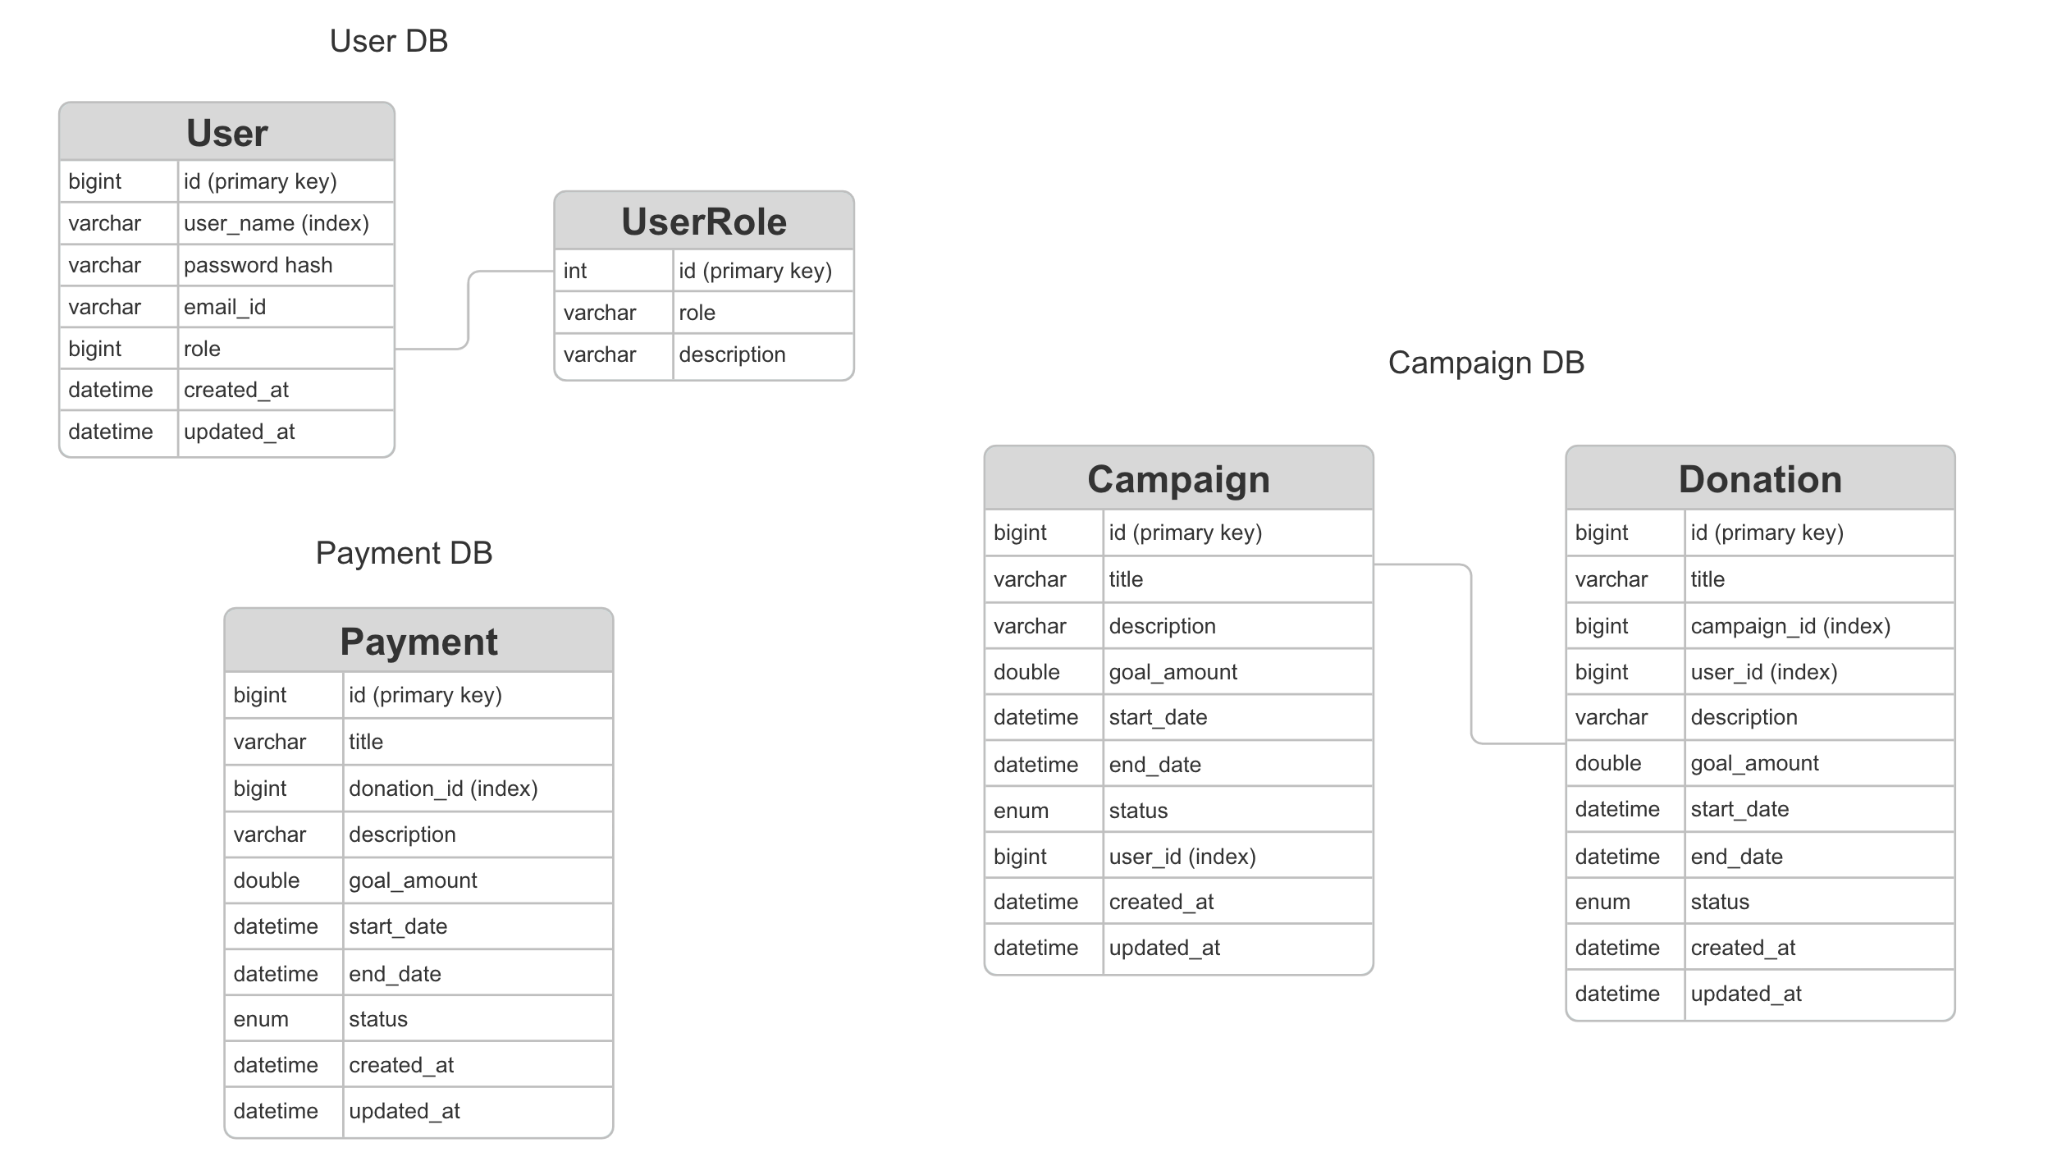 User DB
User
bigint id (primary key)
varchar user_name (index)
varchar password hash
varchar email_id
bigint role
datetime created_at
datetime updated_at
UserRole
int id (primary key)
varchar role
varchar description
Payment DB
Payment
bigint id (primary key)
varchar title
bigint donation_id (index)
varchar description
double goal_amount
datetime start_date
datetime end_date
enum status
datetime created_at
datetime updated_at
Campaign DB
Campaign
bigint id (primary key)
varchar title
varchar description
double goal_amount
datetime start_date
datetime end_date
enum status
bigint user_id (index)
datetime created_at
datetime updated_at
Donation
bigint id (primary key)
varchar title
bigint campaign_id (index)
bigint user_id (index)
varchar description
double goal_amount
datetime start_date
datetime end_date
enum status
datetime created_at
datetime updated_at